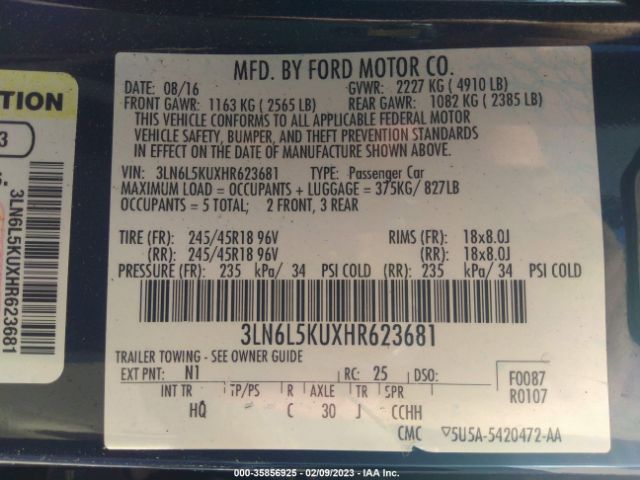 MFD. BY FORD MOTOR CO.
DATE: 08/16 GVWR: 2227 KG ( 4910 LB)
FRONT GAWR: 1163 KG ( 2565 LB) REAR GAWR: 1082 KG ( 2385 LB)
THIS VEHICLE CONFORMS TO ALL APPLICABLE FEDERAL MOTOR
VEHICLE SAFETY, BUMPER, AND THEFT PREVENTION STANDARDS
IN EFFECT ON THE DATE OF MANUFACTURE SHOWN ABOVE.
VIN: 3LN6L5KUXHR623681 TYPE: Passenger Car
MAXIMUM LOAD = OCCUPANTS + LUGGAGE = 375KG/ 827LB
OCCUPANTS = 5 TOTAL; 2 FRONT, 3 REAR
TIRE (FR): 245/45R18 96V RIMS (FR): 18x8.0J
(RR): 245/45R18 96V (RR): 18x8.0J
PRESSURE (FR): 235 kPa/ 34 PSI COLD (RR): 235 kPa/ 34 PSI COLD
3LN6L5KUXHR623681
TRAILER TOWING - SEE OWNER GUIDE
EXT PNT: N1 RC: 25 DSO:
INT TR TP/PS R AXLE TR SPR
HQ C 30 J CCHH
F0087
R0107
CMC ▽5U5A-5420472-AA
TION
3
3LN6L5KUXHR623681
000-35856925 - 02/09/2023 - IAA Inc.